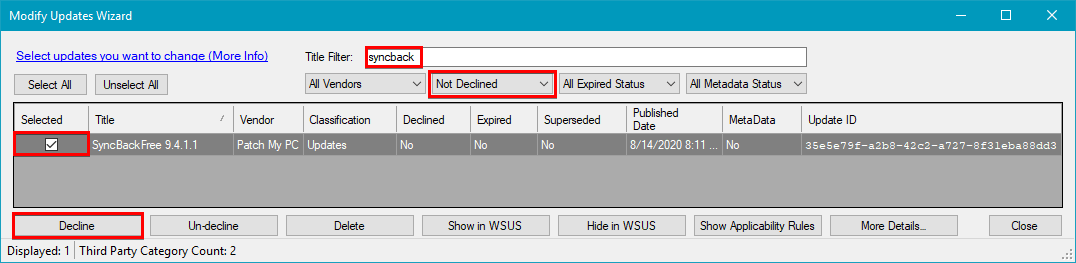 Modify Updates Wizard
Select updates you want to change (More Info)
Title Filter:
syncback
Select All
Unselect All
All Vendors
Not Declined
All Expired Status
All Metadata Status
Selected
Title
Vendor
Classification
Declined
Expired
Superseded
Published
Date
MetaData
Update ID
SyncBackFree 9.4.1.1
Patch My PC
Updates
No
No
No
8/14/2020 8:11 ...
No
35e5e79f-a2b8-42c2-a727-8f31eba88dd3
Decline
Un-decline
Delete
Show in WSUS
Hide in WSUS
Show Applicability Rules
More Details...
Close
Displayed: 1
Third Party Category Count: 2